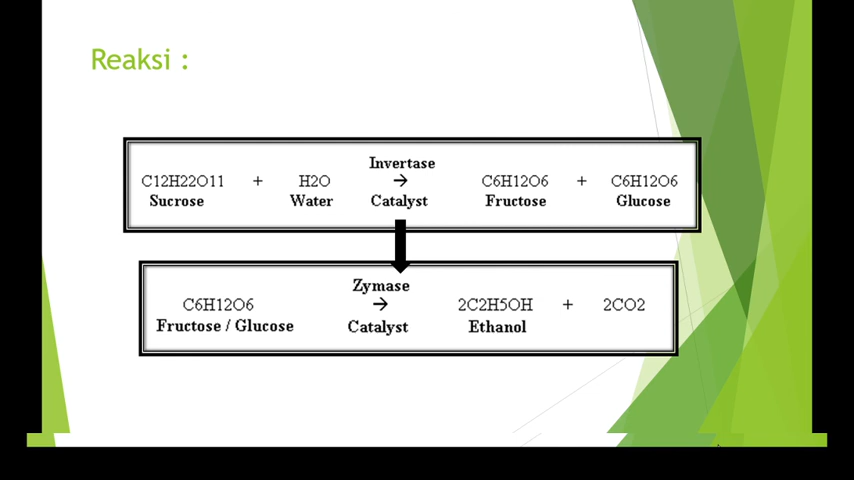 Reaksi :
Invertase
C12H22O11 + H2O → C6H12O6 + C6H12O6
Sucrose Water Catalyst Fructose Glucose
Zymase
C6H12O6 → 2C2H5OH + 2CO2
Fructose / Glucose Catalyst Ethanol